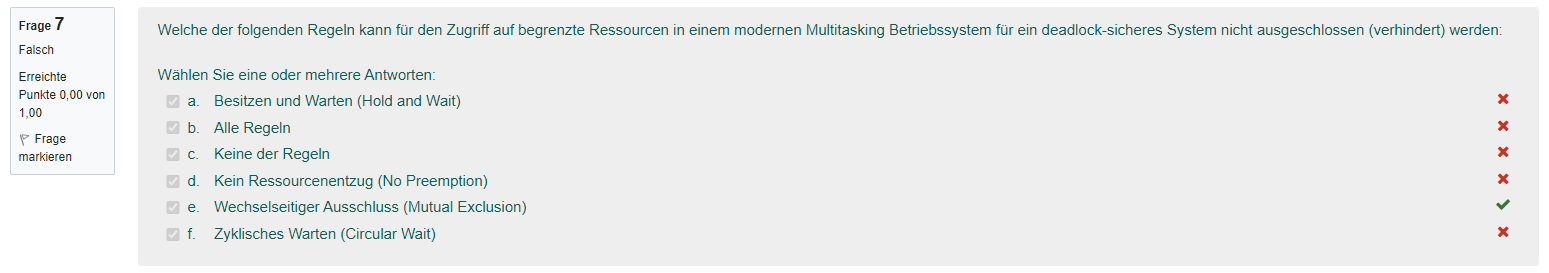 Frage 7
Falsch
Erreichte
Punkte 0,00 von
1,00
Frage
markieren
Welche der folgenden Regeln kann für den Zugriff auf begrenzte Ressourcen in einem modernen Multitasking Betriebssystem für ein deadlock-sicheres System nicht ausgeschlossen (verhindert) werden:
Wählen Sie eine oder mehrere Antworten:
a. Besitzen und Warten (Hold and Wait)
b. Alle Regeln
c. Keine der Regeln
d. Kein Ressourcenentzug (No Preemption)
e. Wechselseitiger Ausschluss (Mutual Exclusion)
f. Zyklisches Warten (Circular Wait)